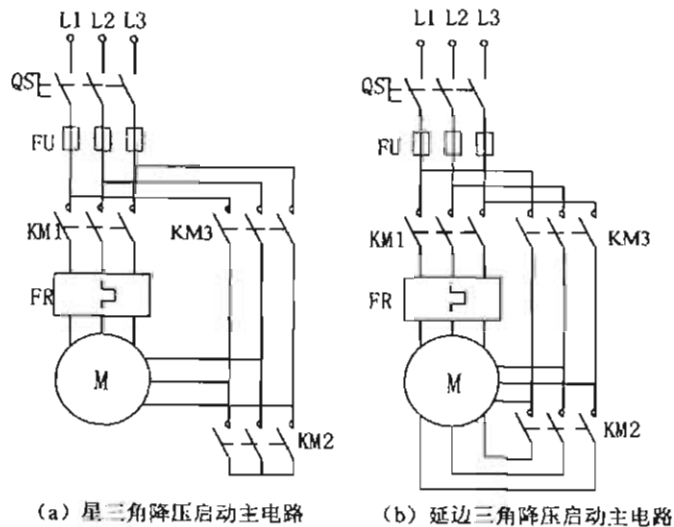 L1 L2 L3
QS
FU
KM1
KM3
FR
M
KM2
(a) 星三角降压启动主电路
L1 L2 L3
QS
FU
KM1
KM3
FR
M
KM2
(b) 延边三角降压启动主电路